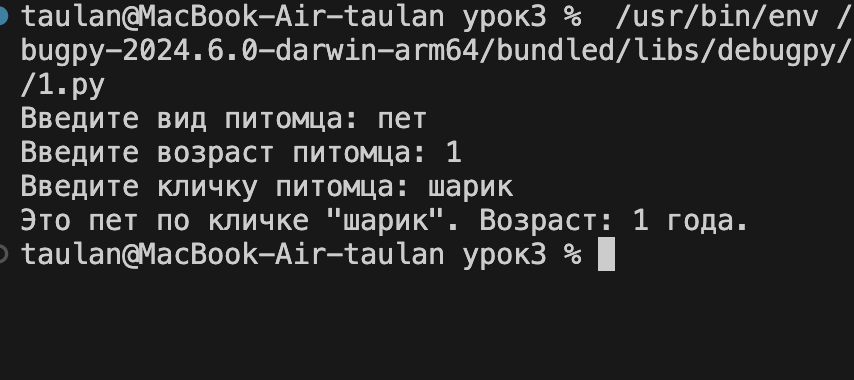 taulan@MacBook-Air-taulan урок3 %  /usr/bin/env /
bugpy-2024.6.0-darwin-arm64/bundled/libs/debugpy/
/1.py
Введите вид питомца: пет
Введите возраст питомца: 1
Введите кличку питомца: шарик
Это пет по кличке "шарик". Возраст: 1 года.
taulan@MacBook-Air-taulan урок3 %